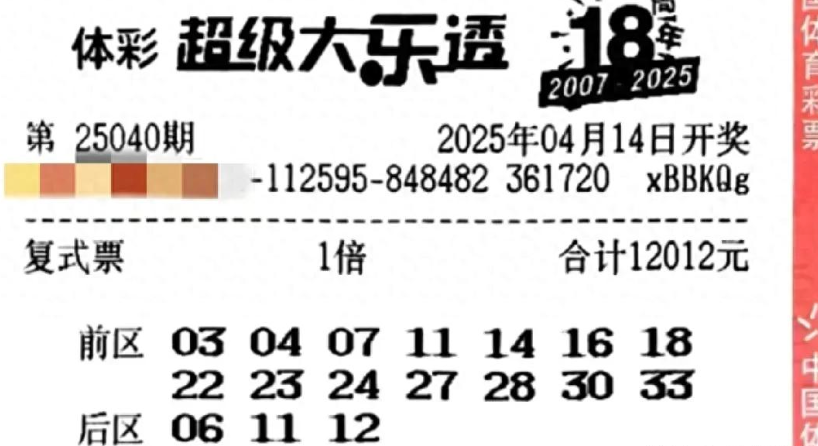 体彩 超级大乐透 18周年
2007-2025
第 25040期 2025年04月14日开奖
-112595-848482 361720 xBBKQg
复式票 1倍 合计12012元
前区 03 04 07 11 14 16 18
22 23 24 27 28 30 33
后区 06 11 12
国体育彩票
中国体